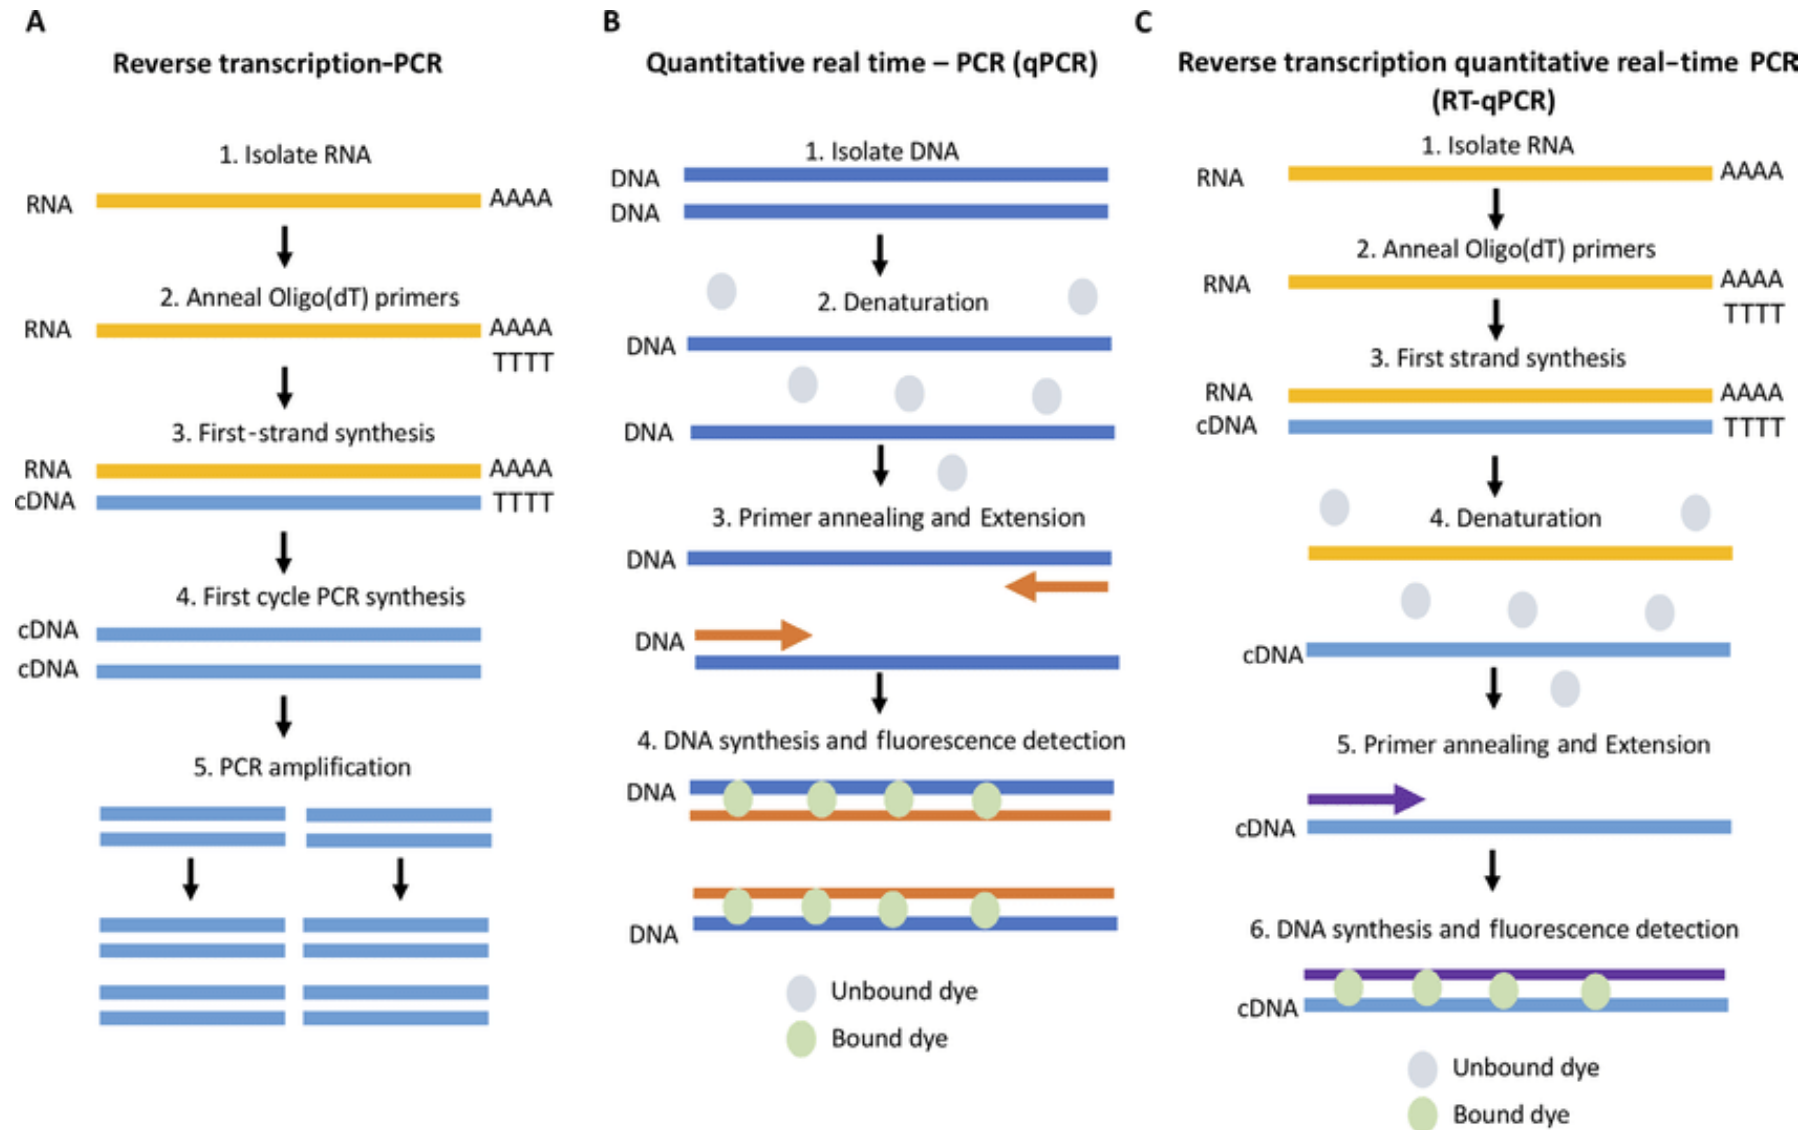 A
Reverse transcription-PCR
1. Isolate RNA
RNA
AAAA
2. Anneal Oligo(dT) primers
RNA
AAAA
TTTT
3. First-strand synthesis
RNA
AAAA
cDNA
TTTT
4. First cycle PCR synthesis
cDNA
cDNA
5. PCR amplification
B
Quantitative real time – PCR (qPCR)
1. Isolate DNA
DNA
DNA
2. Denaturation
DNA
DNA
3. Primer annealing and Extension
DNA
DNA
4. DNA synthesis and fluorescence detection
DNA
DNA
Unbound dye
Bound dye
C
Reverse transcription quantitative real-time PCR
(RT-qPCR)
1. Isolate RNA
RNA
AAAA
2. Anneal Oligo(dT) primers
RNA
AAAA
TTTT
3. First strand synthesis
RNA
AAAA
cDNA
TTTT
4. Denaturation
cDNA
5. Primer annealing and Extension
cDNA
6. DNA synthesis and fluorescence detection
cDNA
Unbound dye
Bound dye